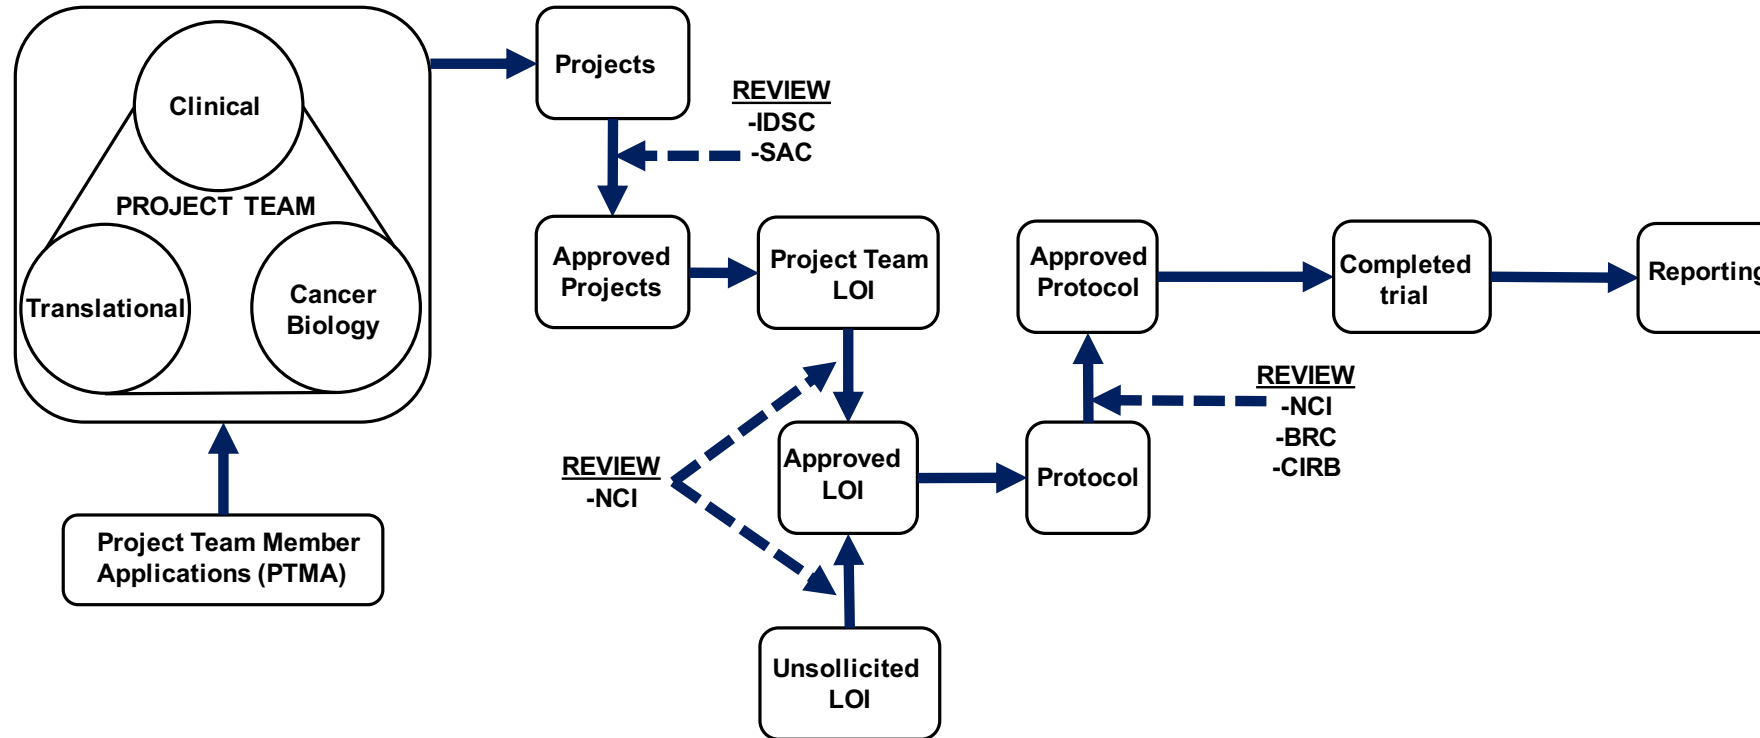 Clinical
PROJECT TEAM
Translational
Cancer
Biology
Project Team Member
Applications (PTMA)
Projects
REVIEW
-IDSC
-SAC
Approved
Projects
Project Team
LOI
REVIEW
-NCI
Approved
LOI
Unsollicited
LOI
Protocol
REVIEW
-NCI
-BRC
-CIRB
Approved
Protocol
Completed
trial
Reporting